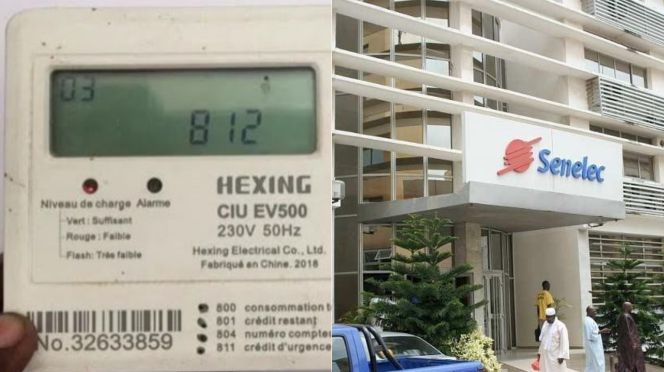 03
812
HEXING
CIU EV500
230V 50Hz
Hexing Electrical Co., Ltd.
Fabriqué en Chine. 2018
Niveau de charge Alarme
Vert : Suffisant
Rouge : Faible
Flash: Trée faible
No.32633859
800 consommation
801 crédit restant
804 numéro compte
811 crédit d'urgence
Senelec